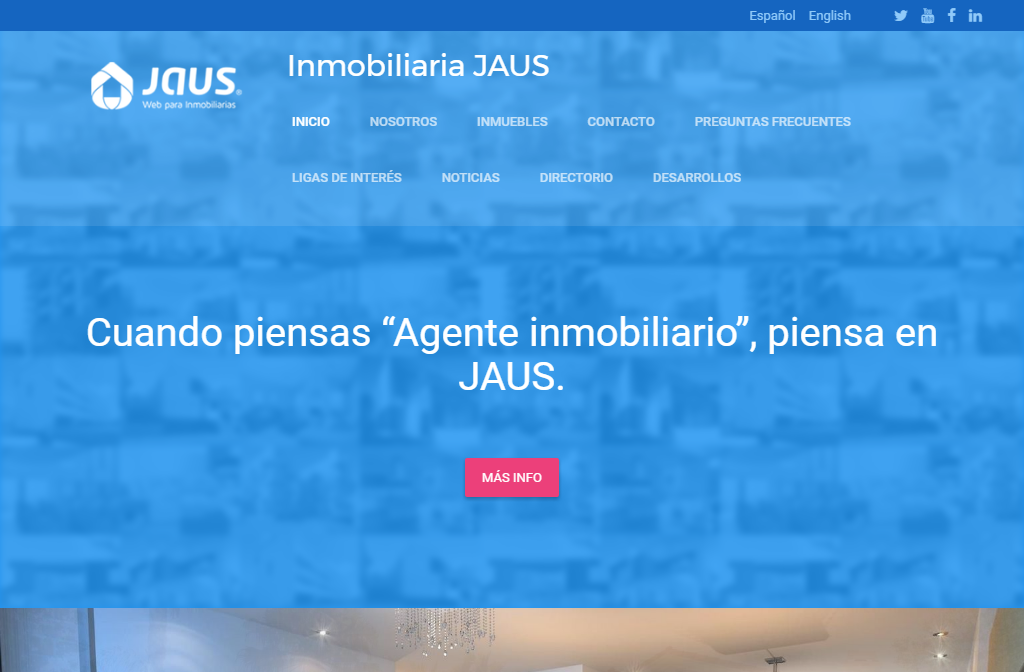 Español English
JAUS®
Web para Inmobiliarias
Inmobiliaria JAUS
INICIO NOSOTROS INMUEBLES CONTACTO PREGUNTAS FRECUENTES
LIGAS DE INTERÉS NOTICIAS DIRECTORIO DESARROLLOS
Cuando piensas “Agente inmobiliario”, piensa en
JAUS.
MÁS INFO